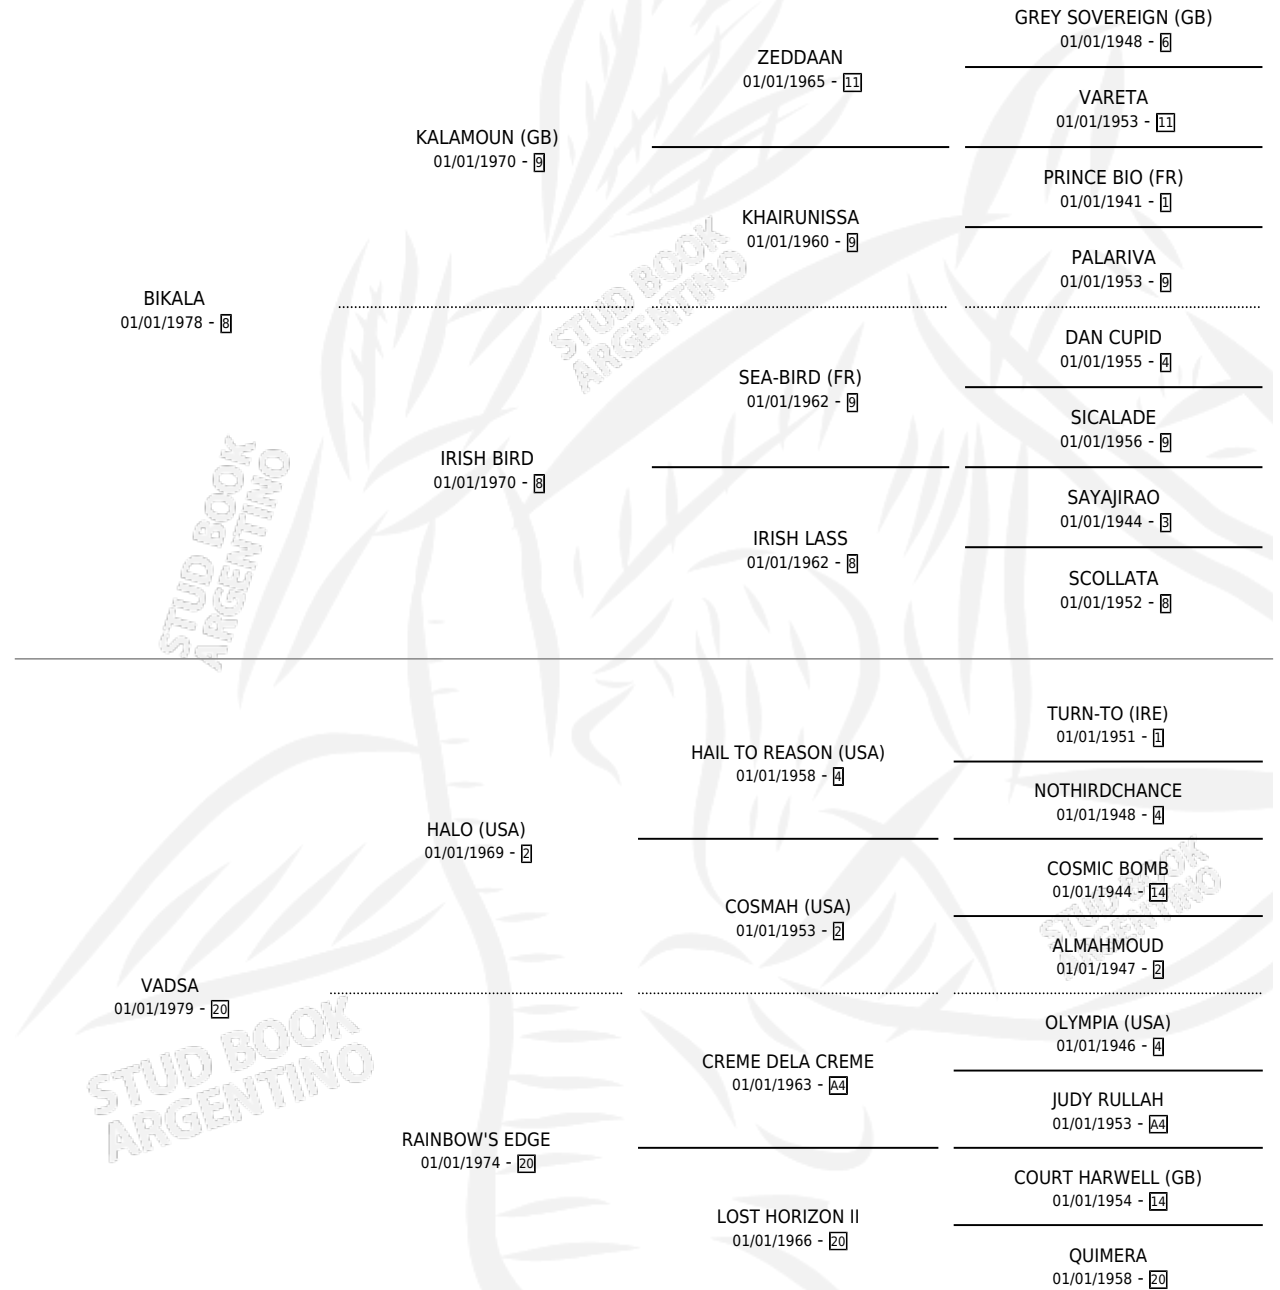 GREY SOVEREIGN (GB)
01/01/1948 - 6
ZEDDAAN
01/01/1965 - 11
VARETA
01/01/1953 - 11
KALAMOUN (GB)
01/01/1970 - 9
PRINCE BIO (FR)
01/01/1941 - 1
KHAIRUNISSA
01/01/1960 - 9
PALARIVA
01/01/1953 - 9
BIKALA
01/01/1978 - 8
DAN CUPID
01/01/1955 - 4
SEA-BIRD (FR)
01/01/1962 - 9
SICALADE
01/01/1956 - 9
IRISH BIRD
01/01/1970 - 8
SAYAJIRAO
01/01/1944 - 3
IRISH LASS
01/01/1962 - 8
SCOLLATA
01/01/1952 - 8
STUD BOOK
ARGENTINO
STUD BOOK
ARGENTINO
TURN-TO (IRE)
01/01/1951 - 1
HAIL TO REASON (USA)
01/01/1958 - 4
NOTHIRDCHANCE
01/01/1948 - 4
HALO (USA)
01/01/1969 - 2
COSMIC BOMB
01/01/1944 - 14
COSMAH (USA)
01/01/1953 - 2
ALMAHMOUD
01/01/1947 - 2
VADSA
01/01/1979 - 20
OLYMPIA (USA)
01/01/1946 - 4
CREME DELA CREME
01/01/1963 - A4
JUDY RULLAH
01/01/1953 - A4
RAINBOW'S EDGE
01/01/1974 - 20
COURT HARWELL (GB)
01/01/1954 - 14
LOST HORIZON II
01/01/1966 - 20
QUIMERA
01/01/1958 - 20
STUD BOOK
ARGENTINO
STUD BOOK
ARGENTINO